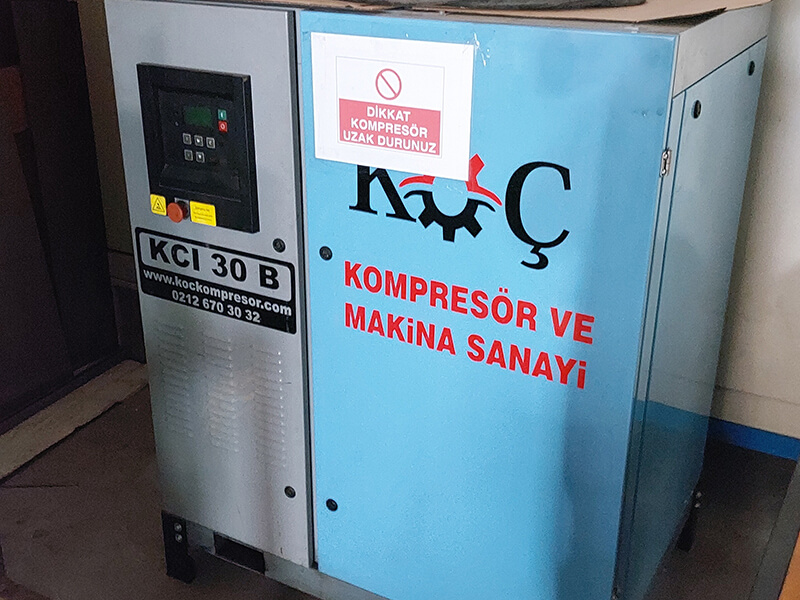 DİKKAT
KOMPRESÖR
UZAK DURUNUZ
KOÇ
KCI 30 B
www.kockompresor.com
0212 670 30 32
KOMPRESÖR VE
MAKiNA SANAYi